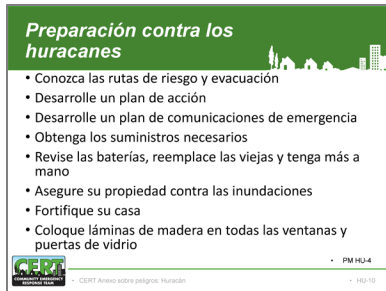 Preparación contra los
huracanes
• Conozca las rutas de riesgo y evacuación
• Desarrolle un plan de acción
• Desarrolle un plan de comunicaciones de emergencia
• Obtenga los suministros necesarios
• Revise las baterías, reemplace las viejas y tenga más a
mano
• Asegure su propiedad contra las inundaciones
• Fortifique su casa
• Coloque láminas de madera en todas las ventanas y
puertas de vidrio
• PM HU-4
CERT
COMMUNITY EMERGENCY
RESPONSE TEAM
• CERT Anexo sobre peligros: Huracán
• HU-10